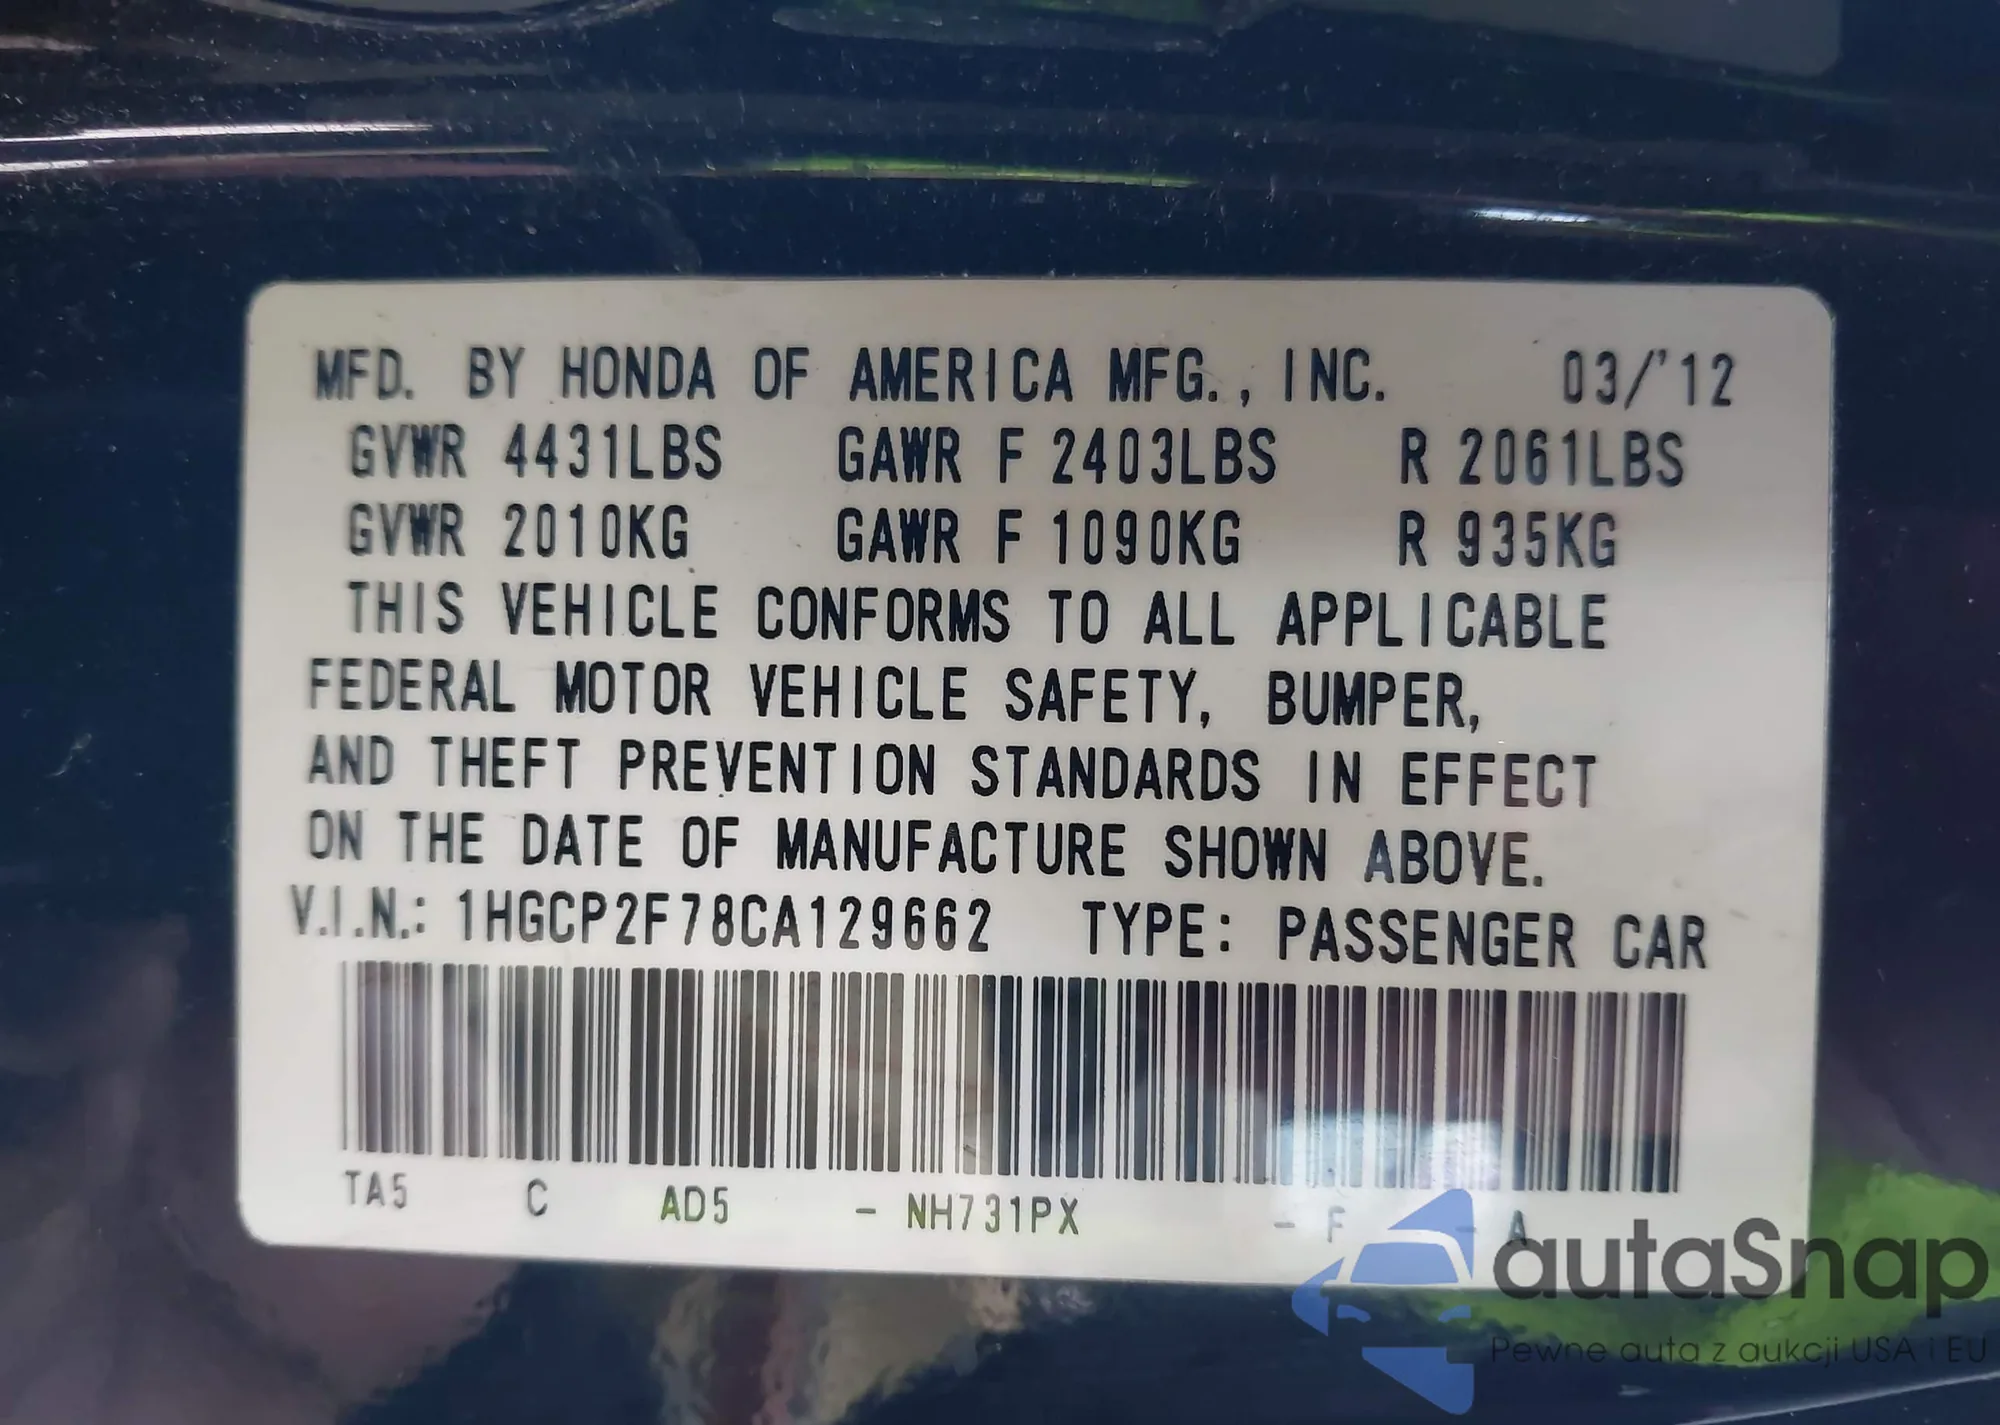 MFD. BY HONDA OF AMERICA MFG., INC. 03/'12
GVWR 4431LBS GAWR F 2403LBS R 2061LBS
GVWR 2010KG GAWR F 1090KG R 935KG
THIS VEHICLE CONFORMS TO ALL APPLICABLE
FEDERAL MOTOR VEHICLE SAFETY, BUMPER,
AND THEFT PREVENTION STANDARDS IN EFFECT
ON THE DATE OF MANUFACTURE SHOWN ABOVE.
V.I.N.: 1HGCP2F78CA129662 TYPE: PASSENGER CAR
TA5 C AD5 - NH731PX - F - A
autaSnap
Pewne auta z aukcji USA i EU